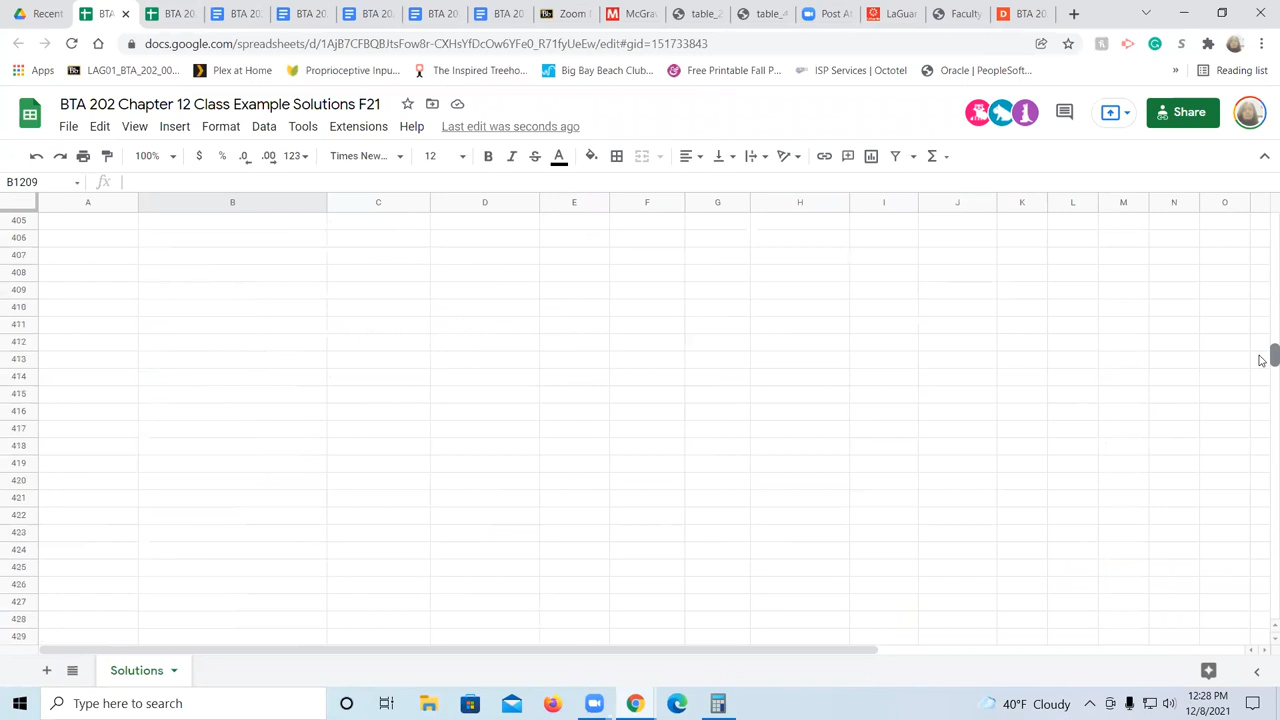 Recent
BTA
BTA 20
BTA 20
BTA 20
BTA 20
BTA 20
BTA 20
Zoom
McGra
table_2
table
Post At
LaGuar
Faculty
BTA 20
docs.google.com/spreadsheets/d/1AjB7CFBQBJtsFow8r-CXHsYfDcOw6YFe0_R71fyUeEw/edit#gid=151733843
Apps
LAG01_BTA_202_00...
Plex at Home
Proprioceptive Inpu...
The Inspired Treeho...
Big Bay Beach Club...
Free Printable Fall P...
ISP Services | Octotel
Oracle | PeopleSoft...
»
Reading list
BTA 202 Chapter 12 Class Example Solutions F21
Share
File Edit View Insert Format Data Tools Extensions Help Last edit was seconds ago
100% $ % .0 .00 123 Times New... 12 B I S A Σ
B1209 fx
A B C D E F G H I J K L M N O
405
406
407
408
409
410
411
412
413
414
415
416
417
418
419
420
421
422
423
424
425
426
427
428
429
Solutions
Type here to search
40°F Cloudy
12:28 PM
12/8/2021